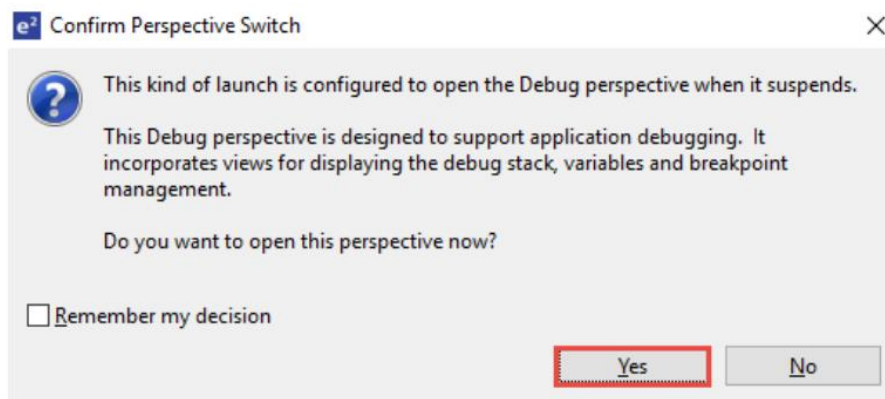 e² Confirm Perspective Switch
This kind of launch is configured to open the Debug perspective when it suspends.
This Debug perspective is designed to support application debugging. It
incorporates views for displaying the debug stack, variables and breakpoint
management.
Do you want to open this perspective now?
Remember my decision
Yes No